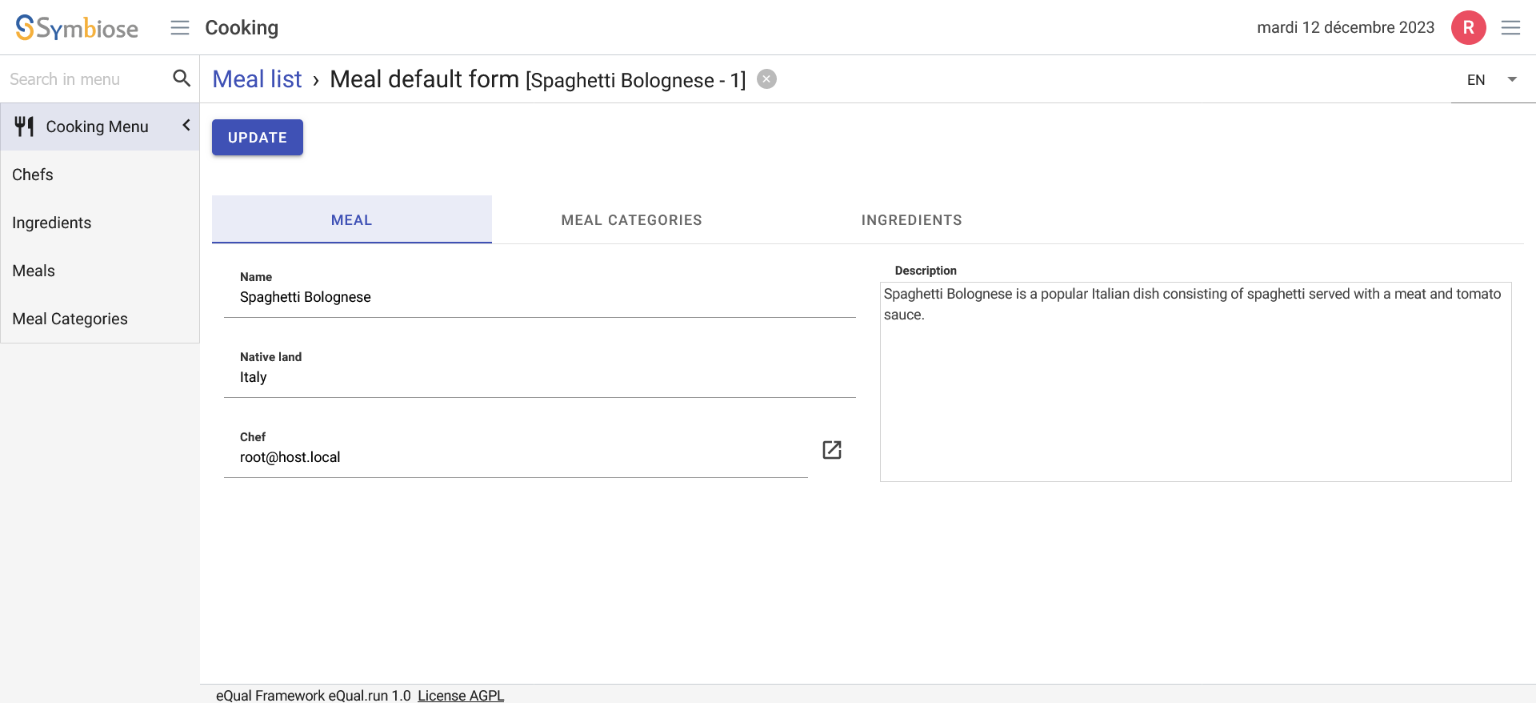 Symbiose
Cooking
mardi 12 décembre 2023
R
Search in menu
Meal list › Meal default form [Spaghetti Bolognese - 1]
EN
Cooking Menu
Chefs
Ingredients
Meals
Meal Categories
UPDATE
MEAL
MEAL CATEGORIES
INGREDIENTS
Name
Spaghetti Bolognese
Native land
Italy
Chef
root@host.local
Description
Spaghetti Bolognese is a popular Italian dish consisting of spaghetti served with a meat and tomato
sauce.
eQual Framework eQual.run 1.0 License AGPL